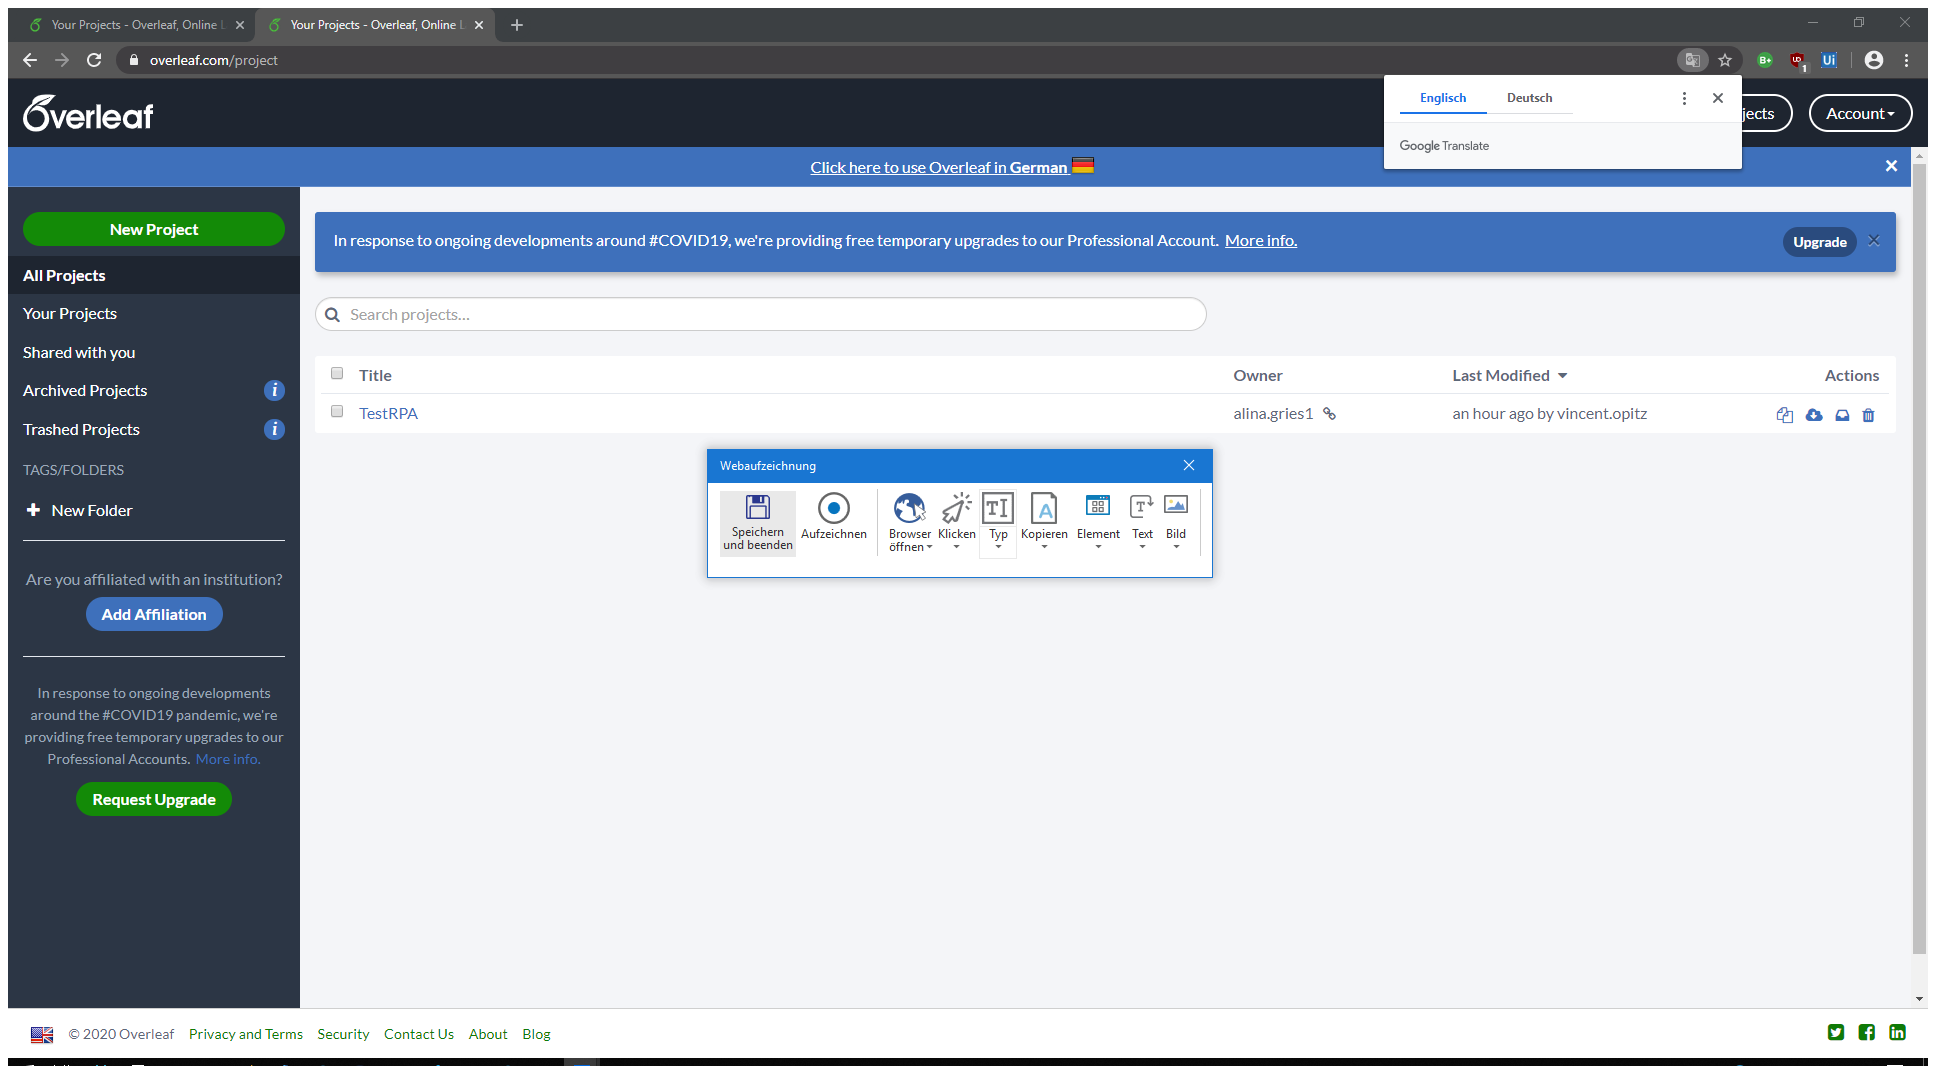 Your Projects - Overleaf, Online L
Your Projects - Overleaf, Online L
overleaf.com/project
B+
UD
1
Ui
Overleaf
Englisch
Deutsch
jects
Account
Google Translate
Click here to use Overleaf in German
New Project
In response to ongoing developments around #COVID19, we're providing free temporary upgrades to our Professional Account. More info.
Upgrade
All Projects
Your Projects
Search projects...
Shared with you
Archived Projects
i
Trashed Projects
i
Title
Owner
Last Modified
Actions
TestRPA
alina.gries1
an hour ago by vincent.opitz
TAGS/FOLDERS
New Folder
Webaufzeichnung
Speichern
und beenden
Aufzeichnen
Browser
öffnen
Klicken
Typ
Kopieren
Element
Text
Bild
Are you affiliated with an institution?
Add Affiliation
In response to ongoing developments
around the #COVID19 pandemic, we're
providing free temporary upgrades to our
Professional Accounts. More info.
Request Upgrade
© 2020 Overleaf
Privacy and Terms
Security
Contact Us
About
Blog